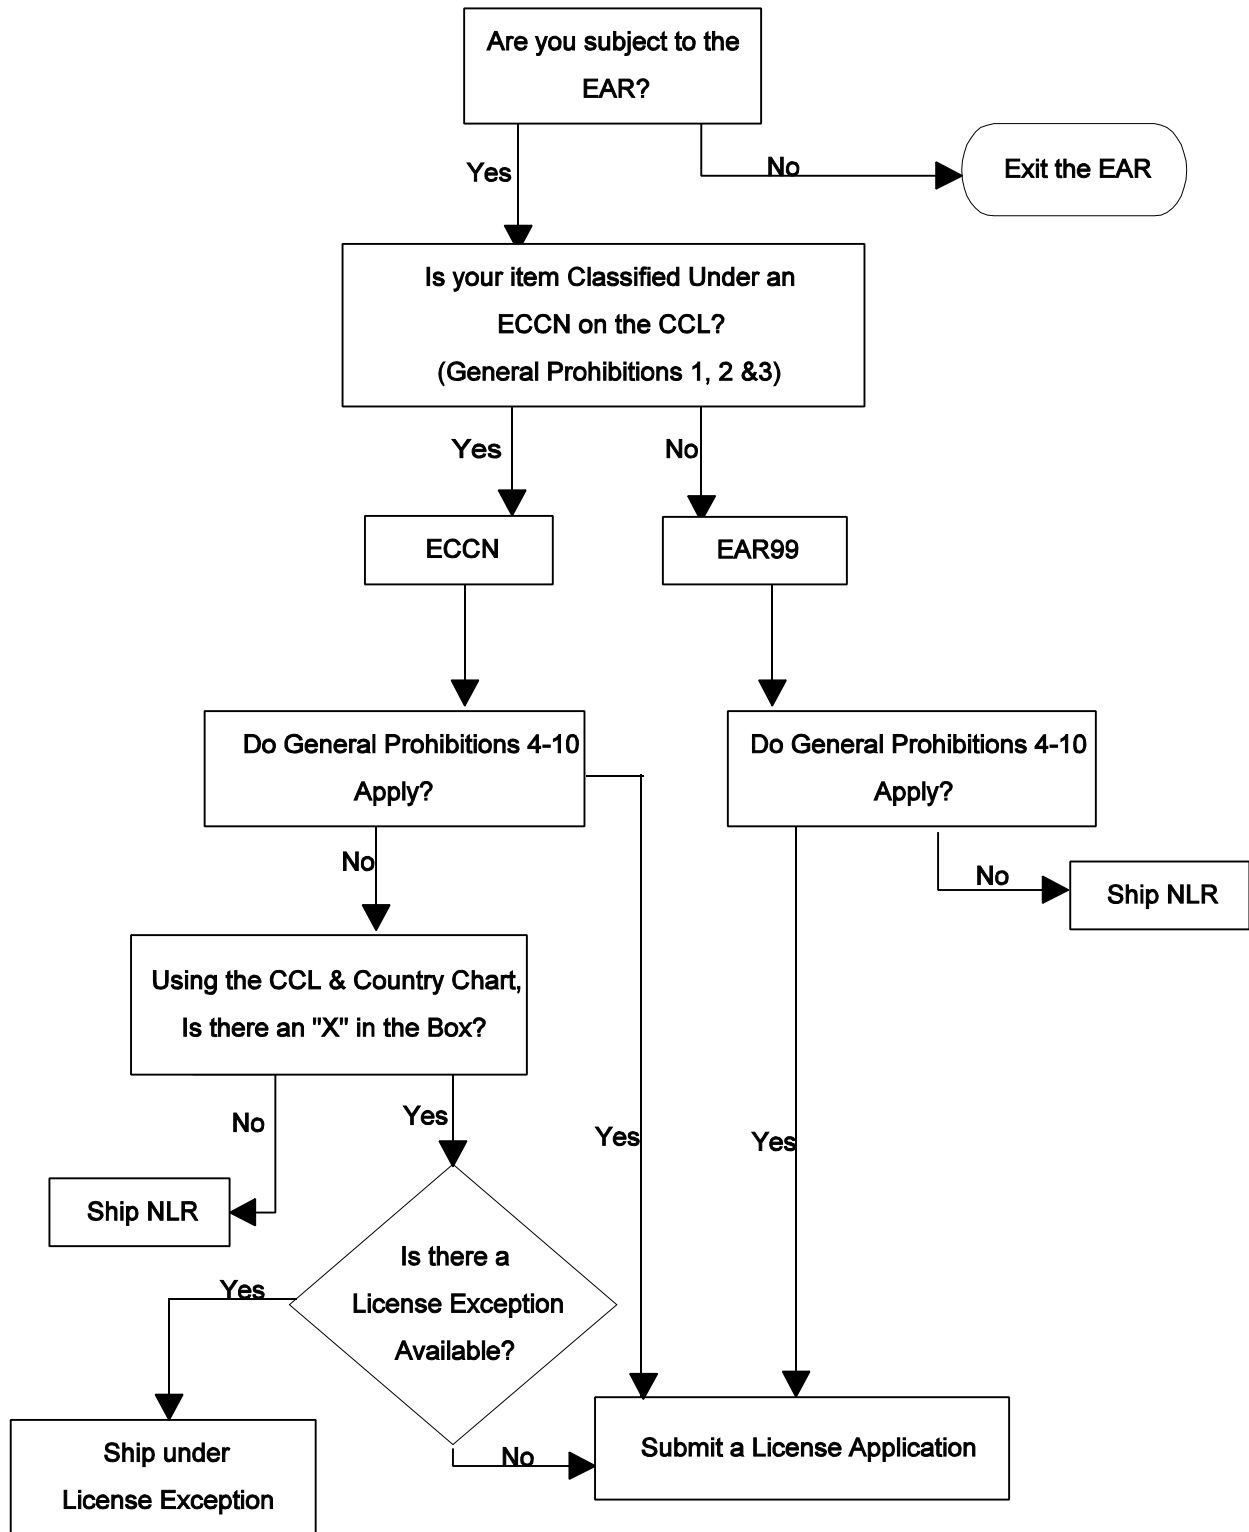 Are you subject to the
EAR?
Yes
No
Exit the EAR
Is your item Classified Under an
ECCN on the CCL?
(General Prohibitions 1, 2 &3)
Yes
No
ECCN
EAR99
Do General Prohibitions 4-10
Apply?
Do General Prohibitions 4-10
Apply?
No
No
Ship NLR
Using the CCL & Country Chart,
Is there an "X" in the Box?
No
Yes
Yes
Yes
Ship NLR
Is there a
License Exception
Available?
Yes
No
Ship under
License Exception
Submit a License Application